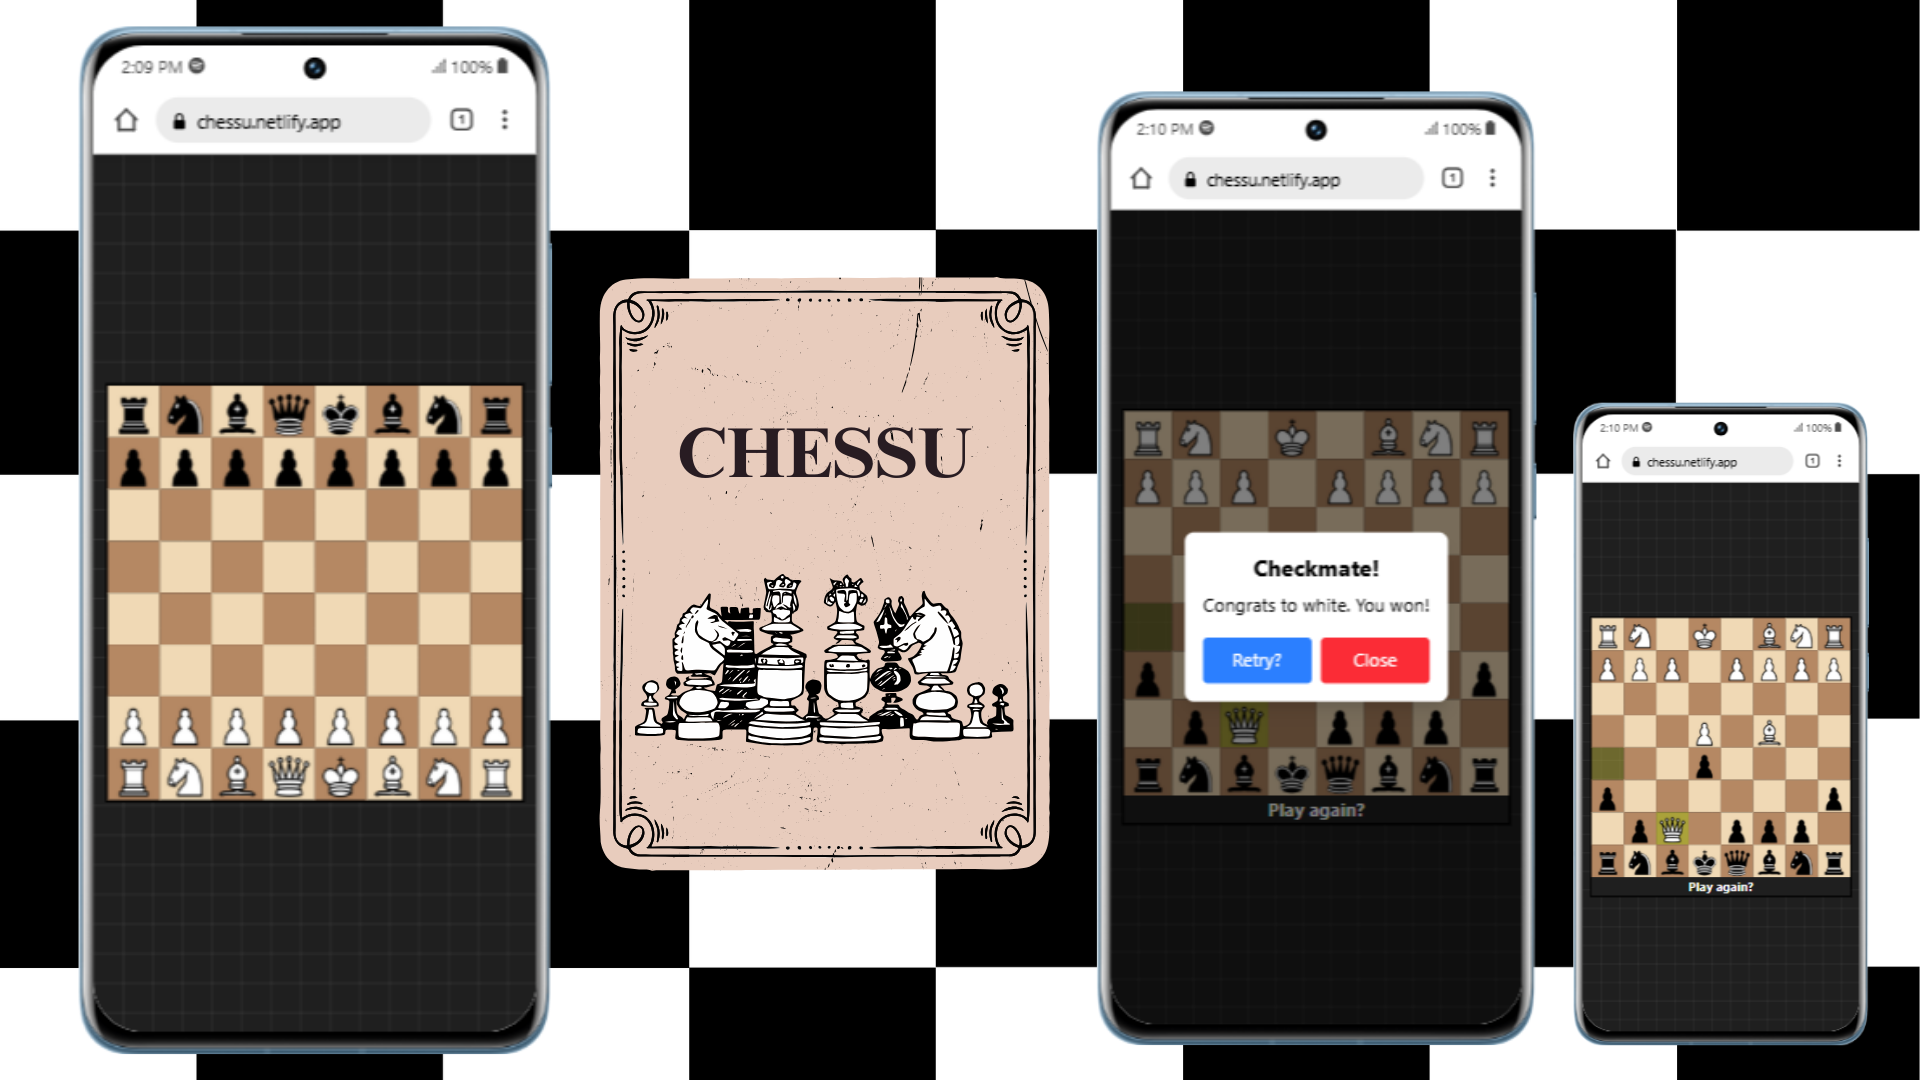 2:09 PM
100%
chessu.netlify.app
1
CHESSU
2:10 PM
100%
chessu.netlify.app
1
Checkmate!
Congrats to white. You won!
Retry?
Close
Play again?
2:10 PM
100%
chessu.netlify.app
1
Play again?